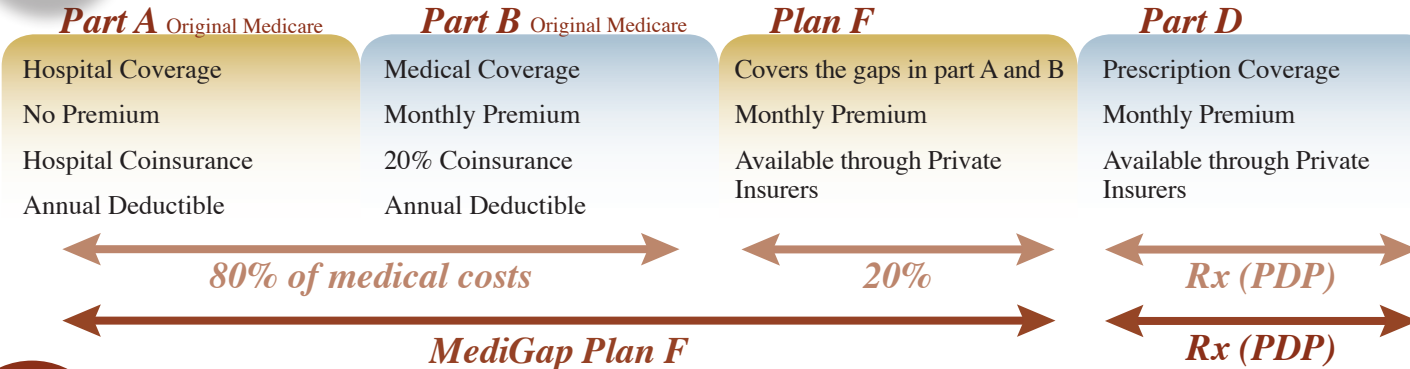 Part A Original Medicare
Hospital Coverage
No Premium
Hospital Coinsurance
Annual Deductible
Part B Original Medicare
Medical Coverage
Monthly Premium
20% Coinsurance
Annual Deductible
Plan F
Covers the gaps in part A and B
Monthly Premium
Available through Private
Insurers
Part D
Prescription Coverage
Monthly Premium
Available through Private
Insurers
80% of medical costs
20%
Rx (PDP)
MediGap Plan F
Rx (PDP)